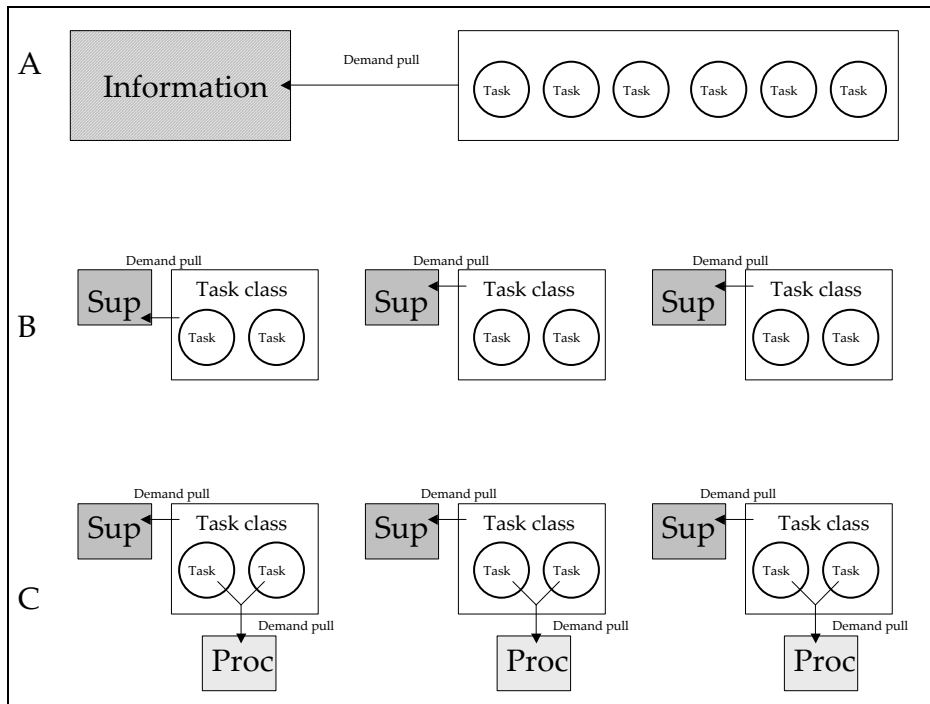 A
Information
Demand pull
Task Task Task Task Task Task
B
Demand pull Demand pull Demand pull
Sup Task class Sup Task class Sup Task class
Task Task Task Task Task Task
C
Demand pull Demand pull Demand pull
Sup Task class Sup Task class Sup Task class
Task Task Task Task Task Task
Demand pull Demand pull Demand pull
Proc Proc Proc